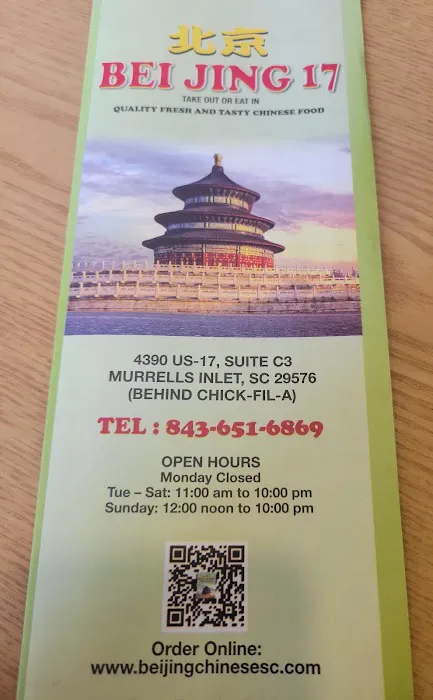 北京
BEI JING 17
TAKE OUT OR EAT IN
QUALITY FRESH AND TASTY CHINESE FOOD
4390 US-17, SUITE C3
MURRELLS INLET, SC 29576
(BEHIND CHICK-FIL-A)
TEL : 843-651-6869
OPEN HOURS
Monday Closed
Tue – Sat: 11:00 am to 10:00 pm
Sunday: 12:00 noon to 10:00 pm
Order Online:
www.beijingchinesesc.com